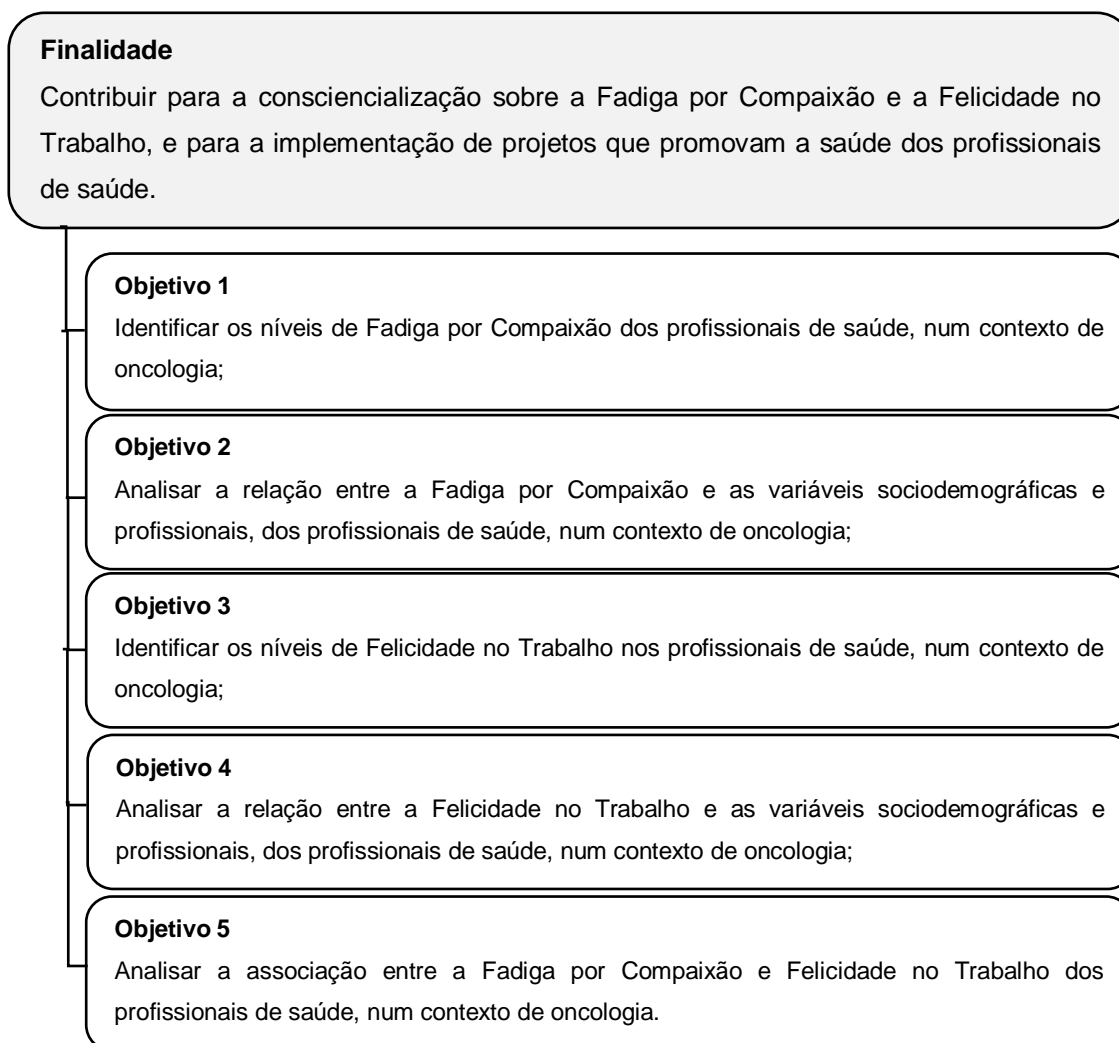 Finalidade
Contribuir para a consciencialização sobre a Fadiga por Compaixão e a Felicidade no
Trabalho, e para a implementação de projetos que promovam a saúde dos profissionais
de saúde.
Objetivo 1
Identificar os níveis de Fadiga por Compaixão dos profissionais de saúde, num contexto de
oncologia;
Objetivo 2
Analisar a relação entre a Fadiga por Compaixão e as variáveis sociodemográficas e
profissionais, dos profissionais de saúde, num contexto de oncologia;
Objetivo 3
Identificar os níveis de Felicidade no Trabalho nos profissionais de saúde, num contexto de
oncologia;
Objetivo 4
Analisar a relação entre a Felicidade no Trabalho e as variáveis sociodemográficas e
profissionais, dos profissionais de saúde, num contexto de oncologia;
Objetivo 5
Analisar a associação entre a Fadiga por Compaixão e Felicidade no Trabalho dos
profissionais de saúde, num contexto de oncologia.